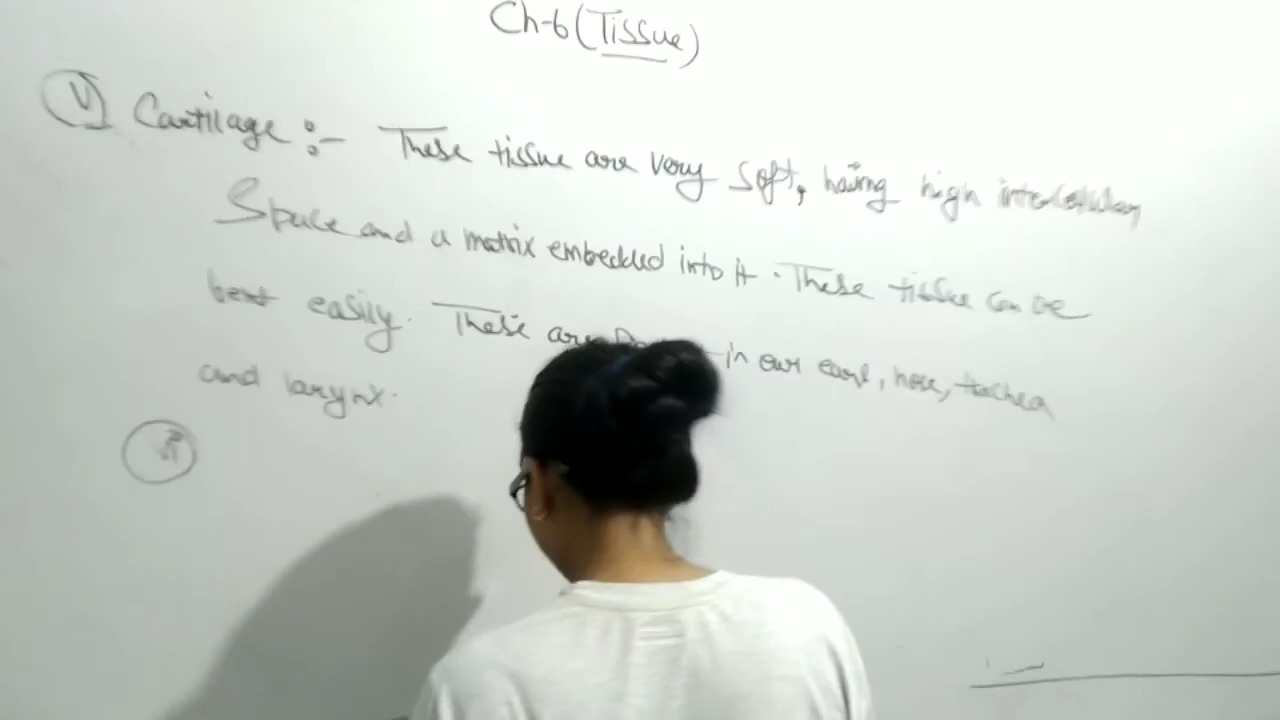 Ch-6 (Tissue)
V) Cartilage :- These tissue are very soft, having high intercellular
Space and a matrix embedded into it. These tissue can be
bent easily. These are in our ears, nose, trachea
and larynx.